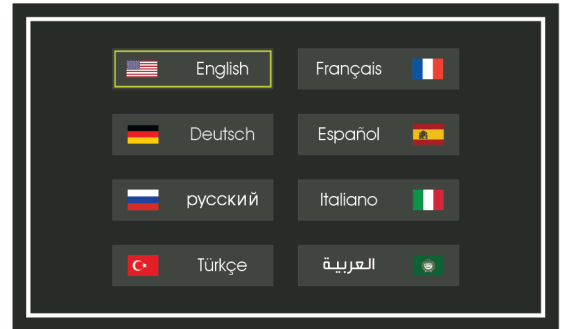 English
Français
Deutsch
Español
русский
Italiano
Türkçe
العربية